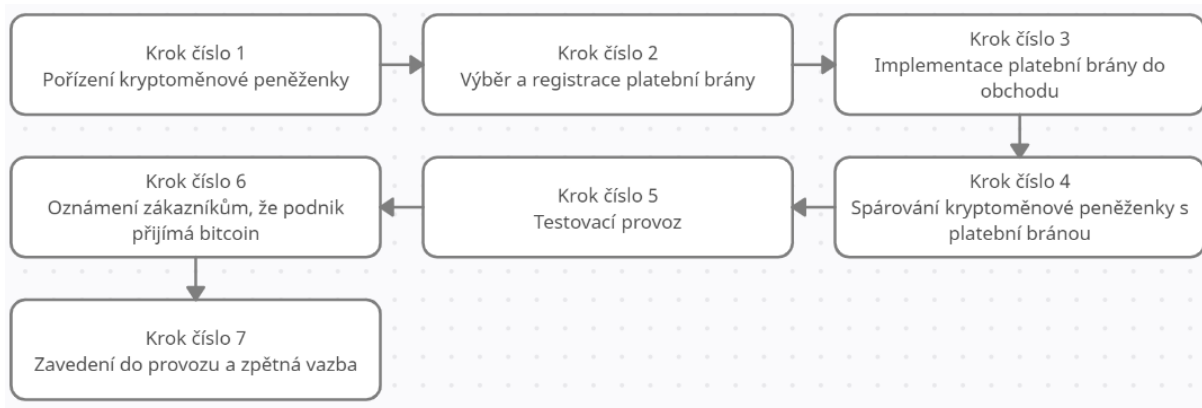 Krok číslo 1
Pořízení kryptoměnové peněženky
Krok číslo 2
Výběr a registrace platební brány
Krok číslo 3
Implementace platební brány do
obchodu
Krok číslo 4
Spárování kryptoměnové peněženky s
platební bránou
Krok číslo 5
Testovací provoz
Krok číslo 6
Oznámení zákazníkům, že podnik
přijímá bitcoin
Krok číslo 7
Zavedení do provozu a zpětná vazba